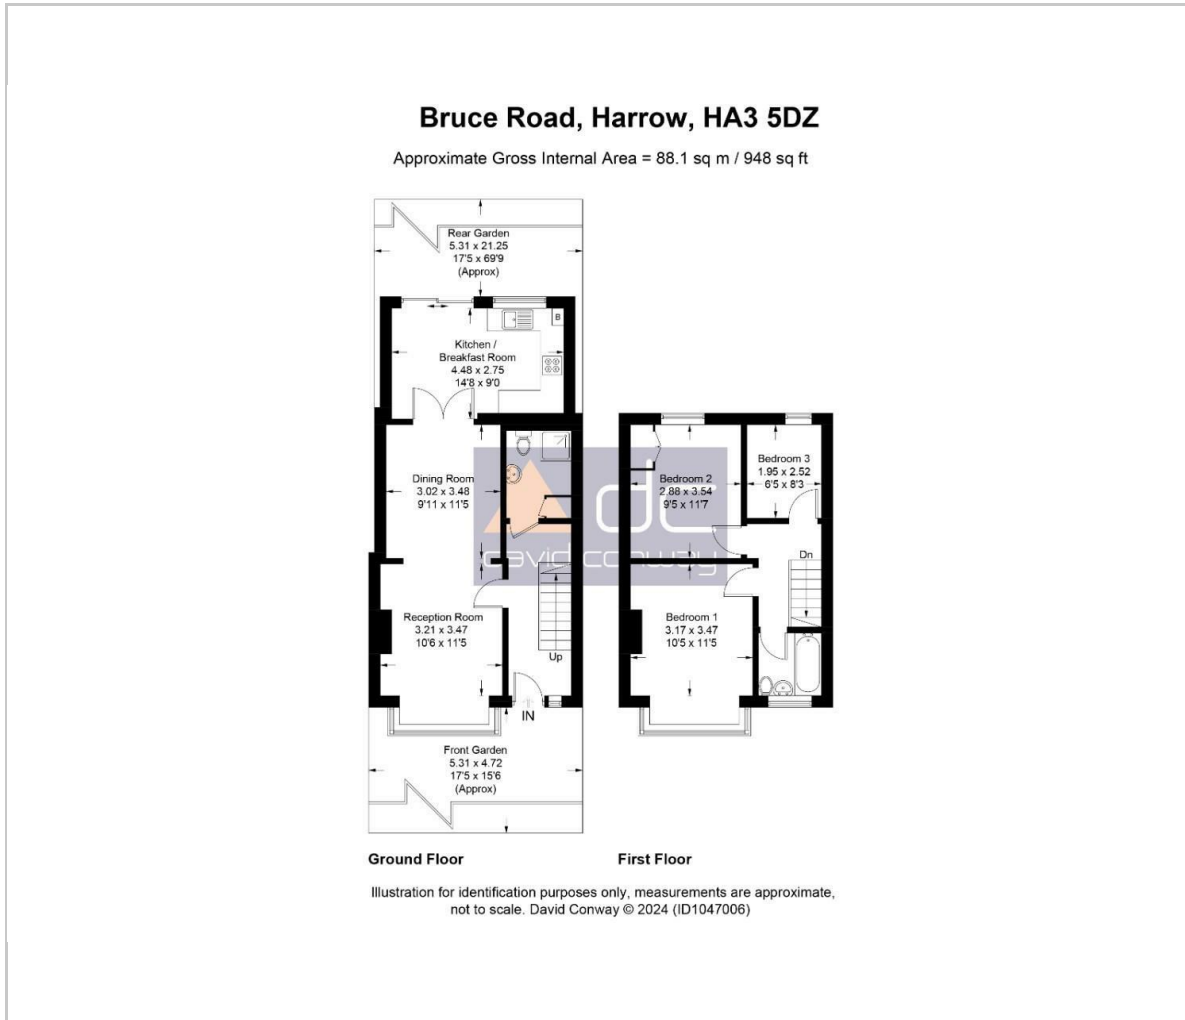 Bruce Road, Harrow, HA3 5DZ
Approximate Gross Internal Area = 88.1 sq m / 948 sq ft
Rear Garden
5.31 x 21.25
17'5 x 69'9
(Approx)
B
Kitchen /
Breakfast Room
4.48 x 2.75
14'8 x 9'0
Dining Room
3.02 x 3.48
9'11 x 11'5
Reception Room
3.21 x 3.47
10'6 x 11'5
Up
IN
Front Garden
5.31 x 4.72
17'5 x 15'6
(Approx)
Bedroom 2
2.88 x 3.54
9'5 x 11'7
Bedroom 3
1.95 x 2.52
6'5 x 8'3
Dn
Bedroom 1
3.17 x 3.47
10'5 x 11'5
dc
david conway
Ground Floor
First Floor
Illustration for identification purposes only, measurements are approximate,
not to scale. David Conway © 2024 (ID1047006)